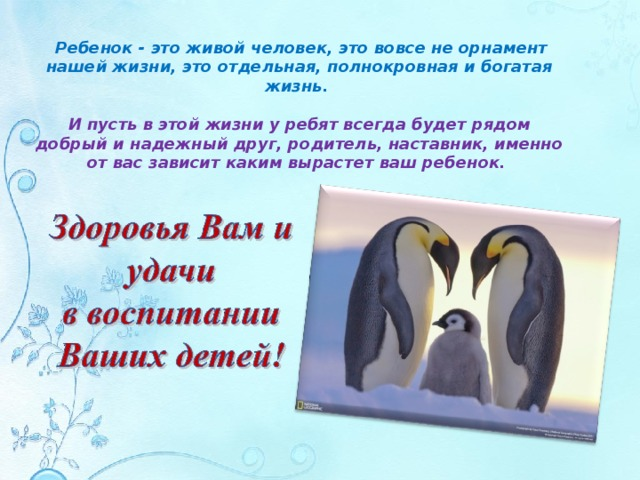 Ребенок - это живой человек, это вовсе не орнамент
нашей жизни, это отдельная, полнокровная и богатая
жизнь.
И пусть в этой жизни у ребят всегда будет рядом
добрый и надежный друг, родитель, наставник, именно
от вас зависит каким вырастет ваш ребенок.
Здоровья Вам и
удачи
в воспитании
Ваших детей!
NATIONAL
GEOGRAPHIC